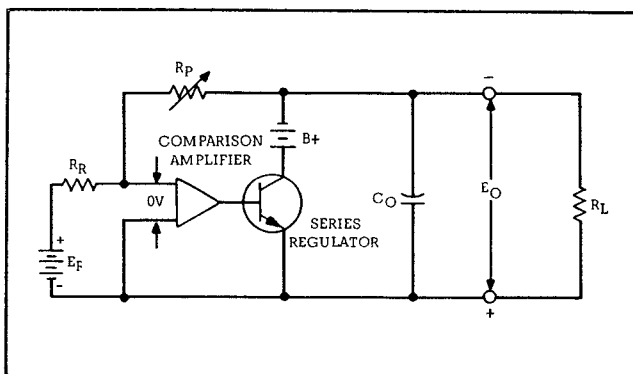 RP
−
COMPARISON
AMPLIFIER
B+
RR
0V
SERIES
REGULATOR
CO
EO
RL
+
EF
-
+